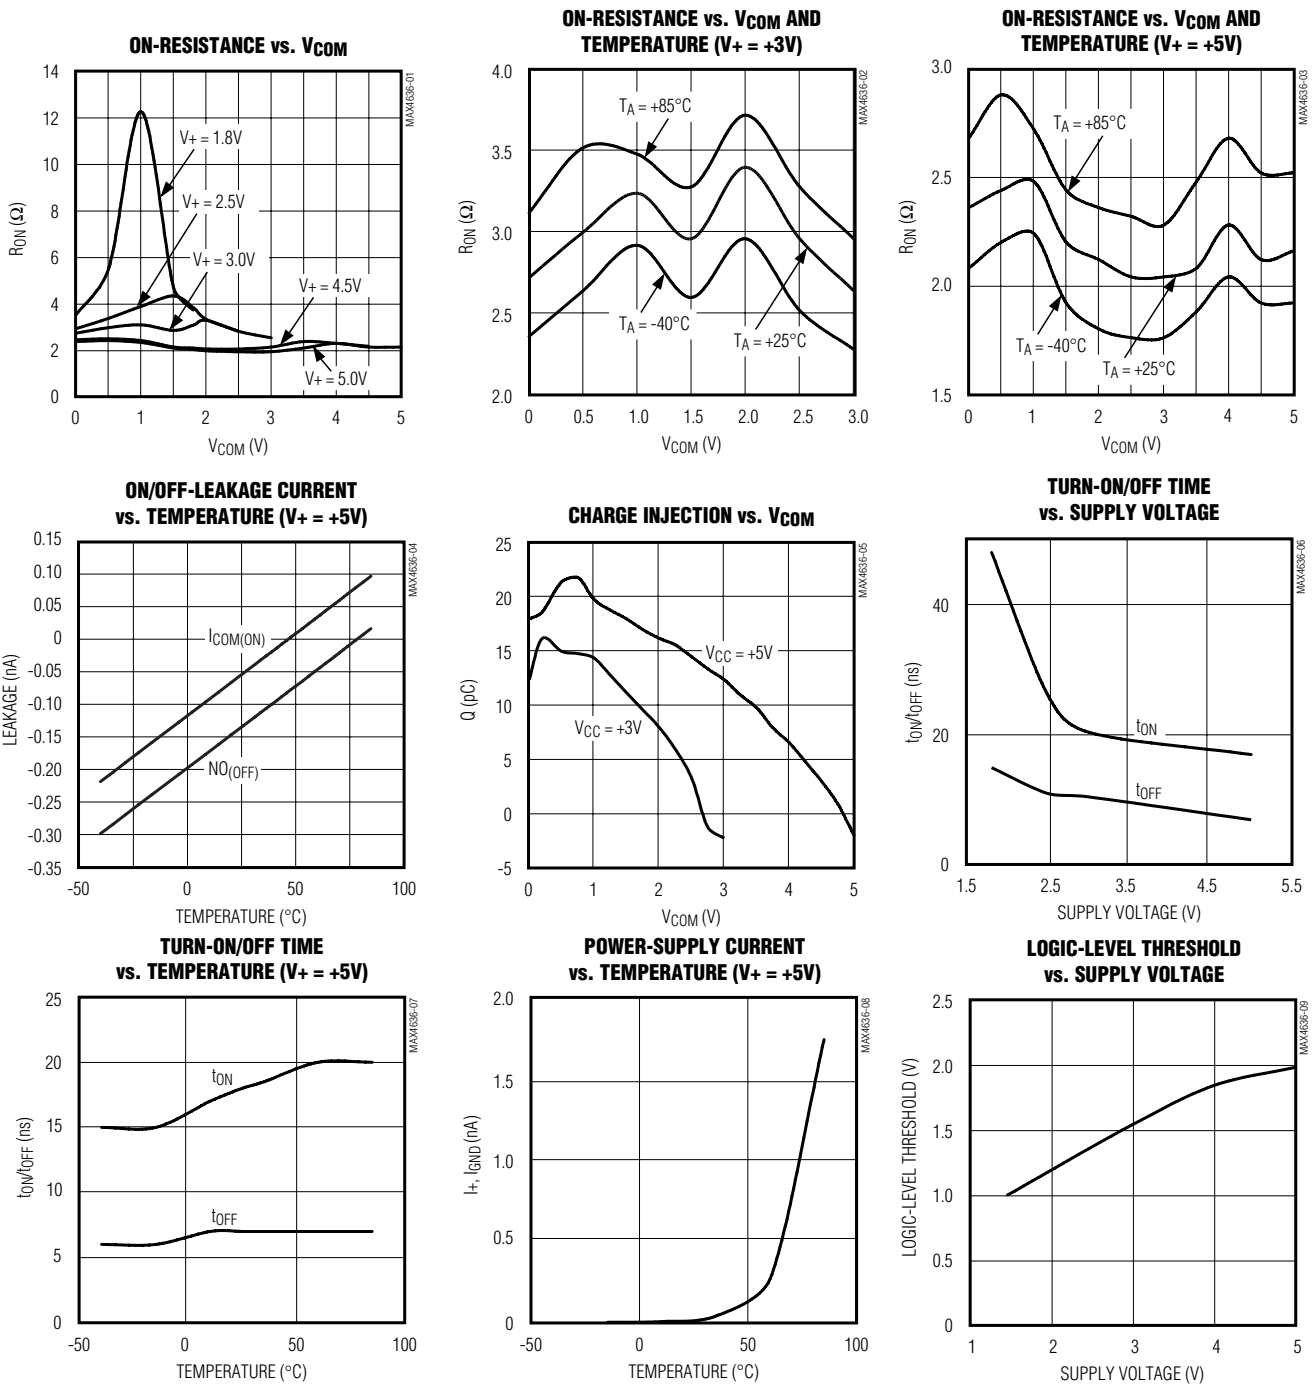 ON-RESISTANCE vs. VCOM
14
12
10
8
6
4
2
0
0 1 2 3 4 5
RON (Ω)
VCOM (V)
V+ = 1.8V
V+ = 2.5V
V+ = 3.0V
V+ = 4.5V
V+ = 5.0V
MAX4636-01
ON-RESISTANCE vs. VCOM AND
TEMPERATURE (V+ = +3V)
4.0
3.5
3.0
2.5
2.0
0 0.5 1.0 1.5 2.0 2.5 3.0
RON (Ω)
VCOM (V)
TA = +85°C
TA = -40°C
TA = +25°C
MAX4636-02
ON-RESISTANCE vs. VCOM AND
TEMPERATURE (V+ = +5V)
3.0
2.5
2.0
1.5
0 1 2 3 4 5
RON (Ω)
VCOM (V)
TA = +85°C
TA = -40°C
TA = +25°C
MAX4636-03
ON/OFF-LEAKAGE CURRENT
vs. TEMPERATURE (V+ = +5V)
0.15
0.10
0.05
0
-0.05
-0.10
-0.15
-0.20
-0.25
-0.30
-0.35
-50 0 50 100
LEAKAGE (nA)
TEMPERATURE (°C)
ICOM(ON)
NO(OFF)
MAX4636-04
CHARGE INJECTION vs. VCOM
25
20
15
10
5
0
-5
0 1 2 3 4 5
Q (pC)
VCOM (V)
VCC = +5V
VCC = +3V
MAX4636-05
TURN-ON/OFF TIME
vs. SUPPLY VOLTAGE
40
20
0
1.5 2.5 3.5 4.5 5.5
tON/tOFF (ns)
SUPPLY VOLTAGE (V)
tON
tOFF
MAX4636-06
TURN-ON/OFF TIME
vs. TEMPERATURE (V+ = +5V)
25
20
15
10
5
0
-50 0 50 100
tON/tOFF (ns)
TEMPERATURE (°C)
tON
tOFF
MAX4636-07
POWER-SUPPLY CURRENT
vs. TEMPERATURE (V+ = +5V)
2.0
1.5
1.0
0.5
0
-50 0 50 100
I+, IGND (nA)
TEMPERATURE (°C)
MAX4636-08
LOGIC-LEVEL THRESHOLD
vs. SUPPLY VOLTAGE
2.5
2.0
1.5
1.0
0.5
0
1 2 3 4 5
LOGIC-LEVEL THRESHOLD (V)
SUPPLY VOLTAGE (V)
MAX4636-09